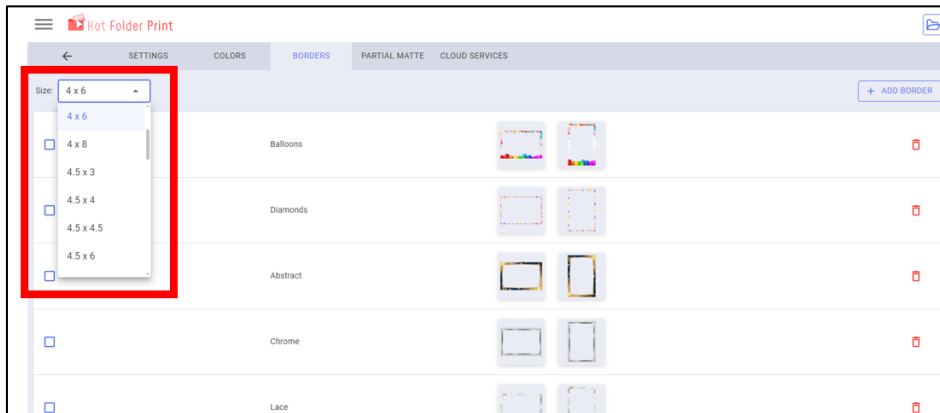 Hot Folder Print
SETTINGS COLORS BORDERS PARTIAL MATTE CLOUD SERVICES
Size: 4 x 6
+ ADD BORDER
4 x 6
4 x 8
4.5 x 3
4.5 x 4
4.5 x 4.5
4.5 x 6
Balloons
Diamonds
Abstract
Chrome
Lace